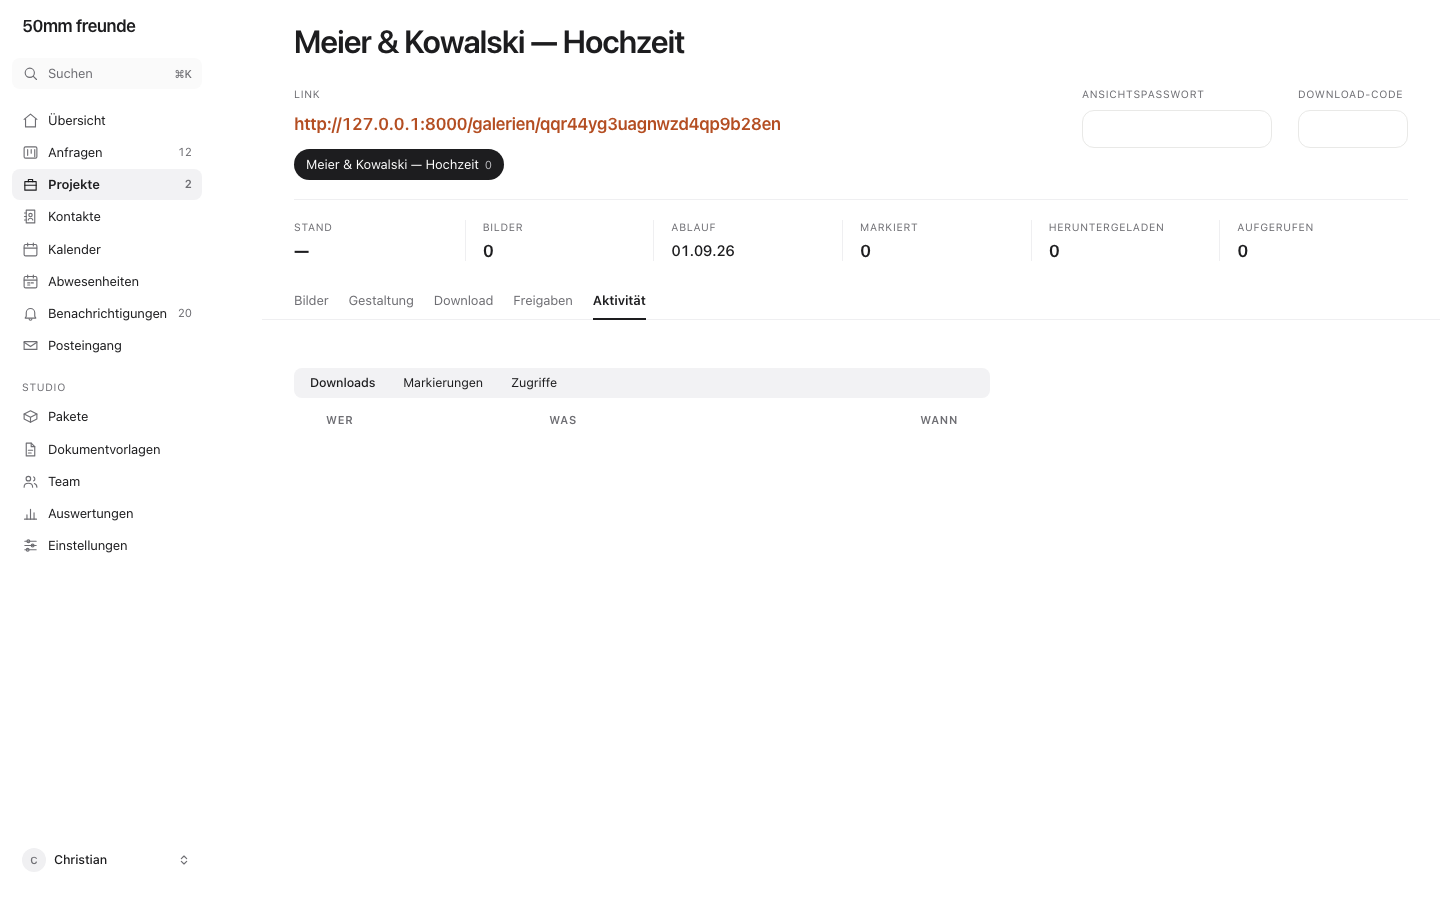 50mm freunde
Suchen ⌘K
Übersicht
Anfragen 12
Projekte 2
Kontakte
Kalender
Abwesenheiten
Benachrichtigungen 20
Posteingang
STUDIO
Pakete
Dokumentvorlagen
Team
Auswertungen
Einstellungen
C Christian
Meier & Kowalski — Hochzeit
LINK
http://127.0.0.1:8000/galerien/qqr44yg3uagnwzd4qp9b28en
Meier & Kowalski — Hochzeit 0
ANSICHTSPASSWORT
DOWNLOAD-CODE
STAND
—
BILDER
0
ABLAUF
01.09.26
MARKIERT
0
HERUNTERGELADEN
0
AUFGERUFEN
0
Bilder Gestaltung Download Freigaben Aktivität
Downloads Markierungen Zugriffe
WER WAS WANN